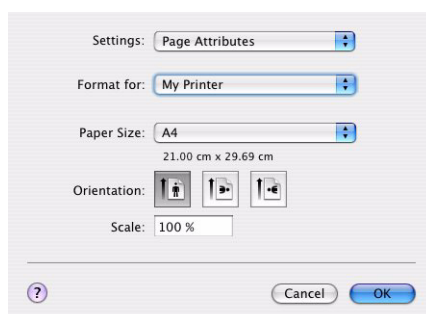 Settings: Page Attributes
Format for: My Printer
Paper Size: A4
21.00 cm x 29.69 cm
Orientation:
Scale: 100 %
? Cancel OK